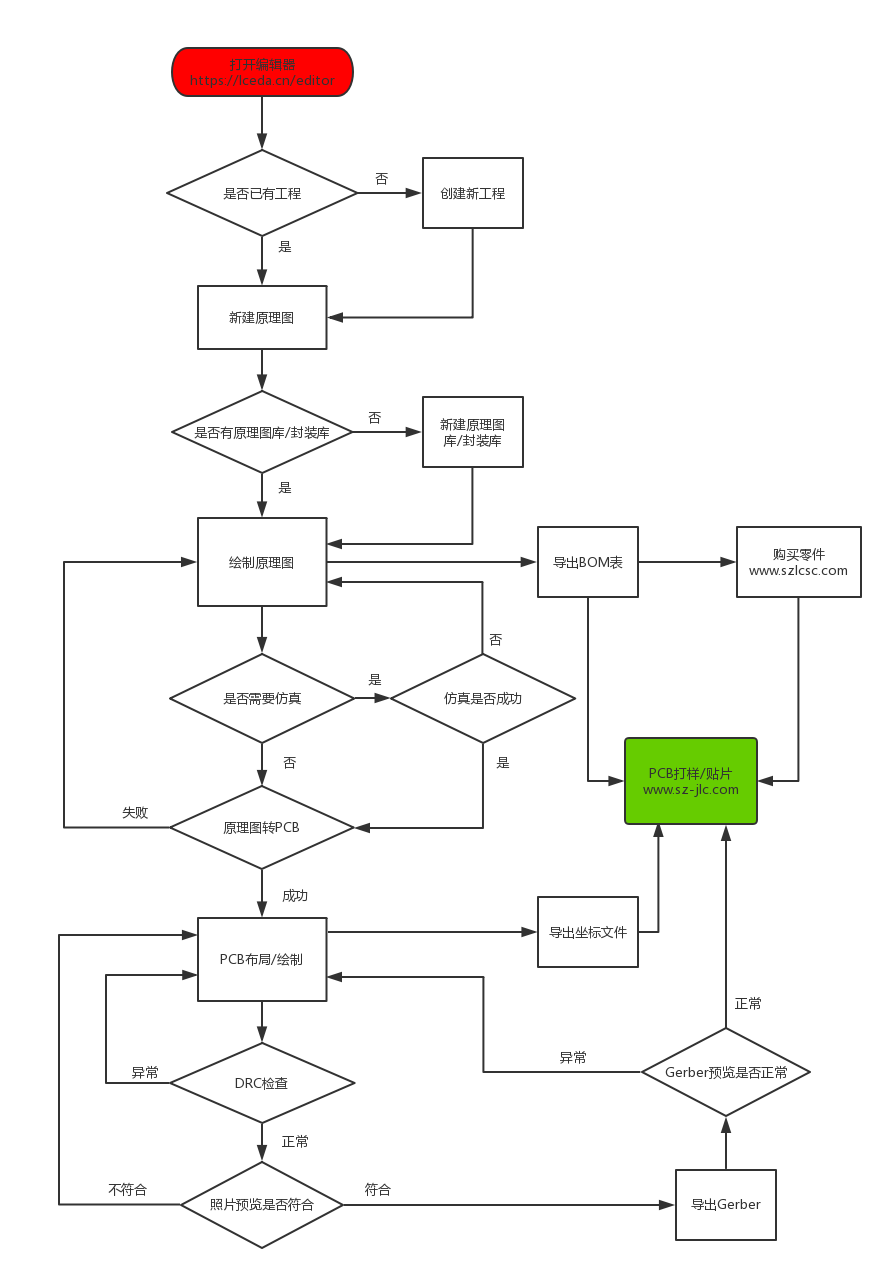 打开编辑器
https://lceda.cn/editor
是否已有工程
否
创建新工程
是
新建原理图
是否有原理图库/封装库
否
新建原理图
库/封装库
是
绘制原理图
导出BOM表
购买零件
www.szlcsc.com
否
是否需要仿真
是
仿真是否成功
否
是
PCB打样/贴片
www.sz-jlc.com
失败
原理图转PCB
成功
PCB布局/绘制
导出坐标文件
正常
异常
DRC检查
异常
Gerber预览是否正常
正常
不符合
照片预览是否符合
符合
导出Gerber